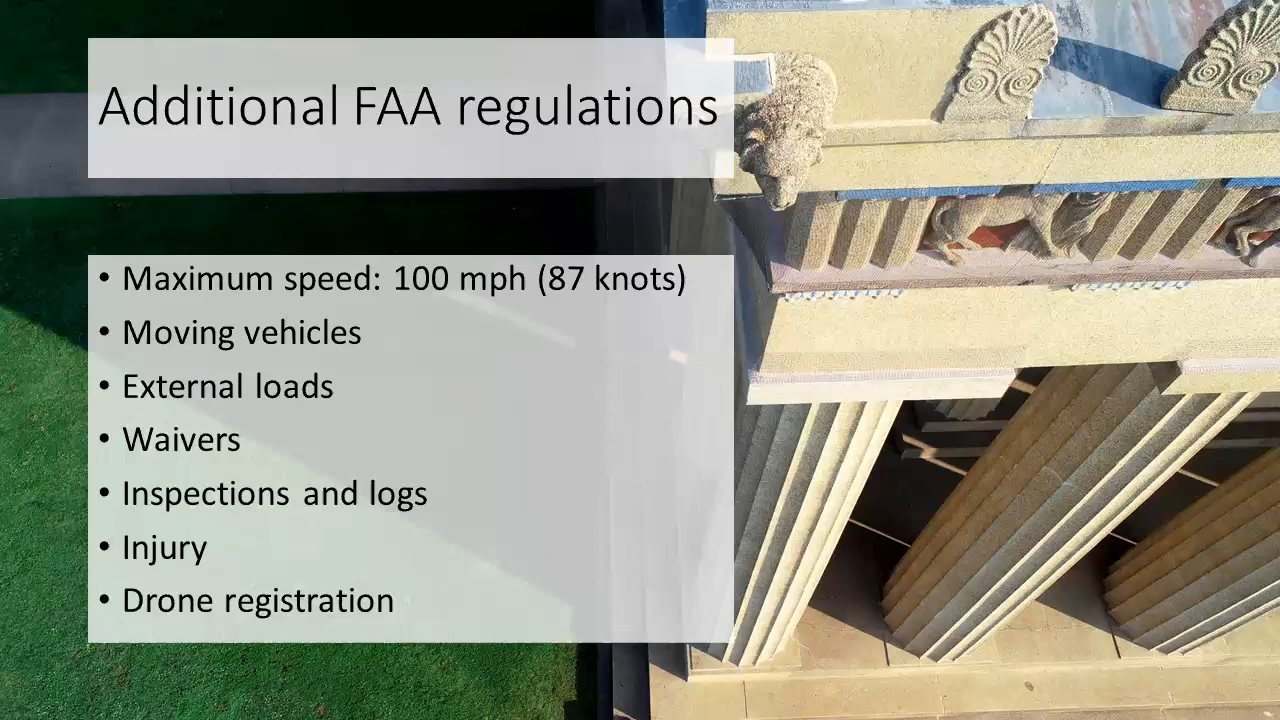 Additional FAA regulations
• Maximum speed: 100 mph (87 knots)
• Moving vehicles
• External loads
• Waivers
• Inspections and logs
• Injury
• Drone registration